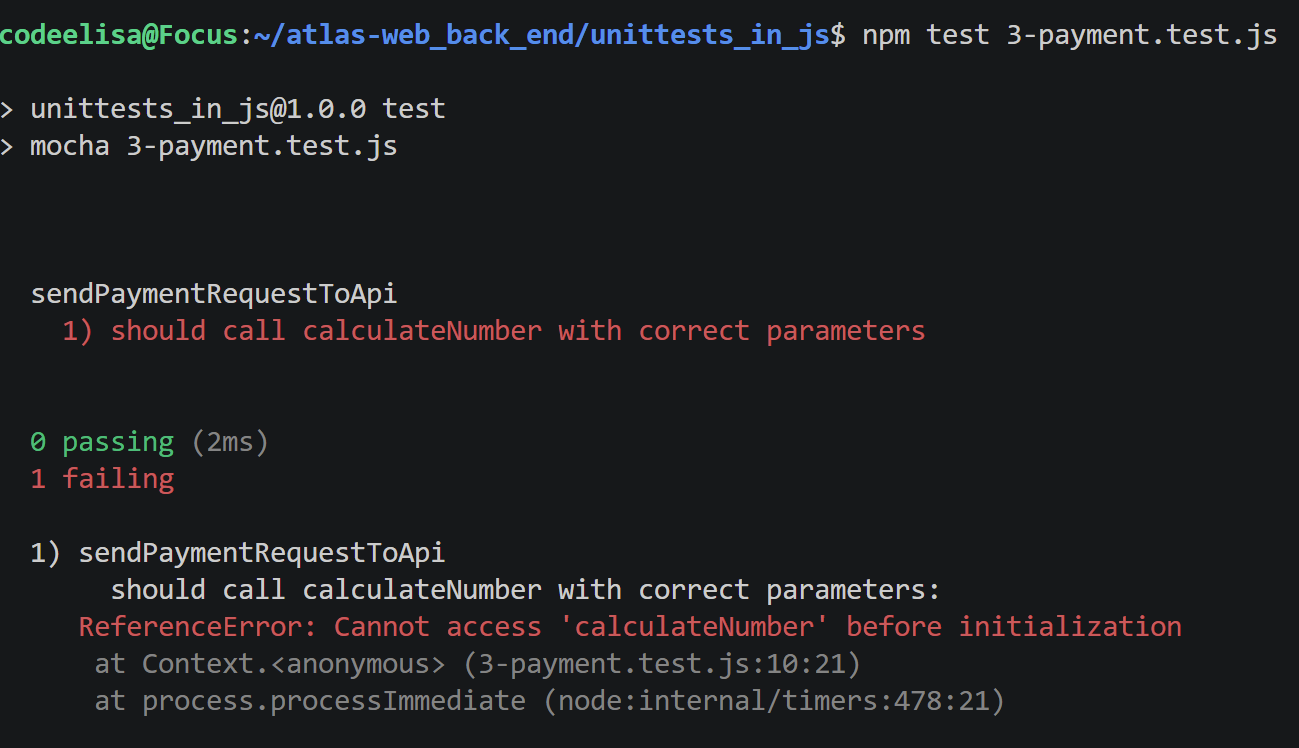 codeelisa@Focus:~/atlas-web_back_end/unittests_in_js$ npm test 3-payment.test.js
> unittests_in_js@1.0.0 test
> mocha 3-payment.test.js
sendPaymentRequestToApi
1) should call calculateNumber with correct parameters
0 passing (2ms)
1 failing
1) sendPaymentRequestToApi
should call calculateNumber with correct parameters:
ReferenceError: Cannot access 'calculateNumber' before initialization
at Context.<anonymous> (3-payment.test.js:10:21)
at process.processImmediate (node:internal/timers:478:21)